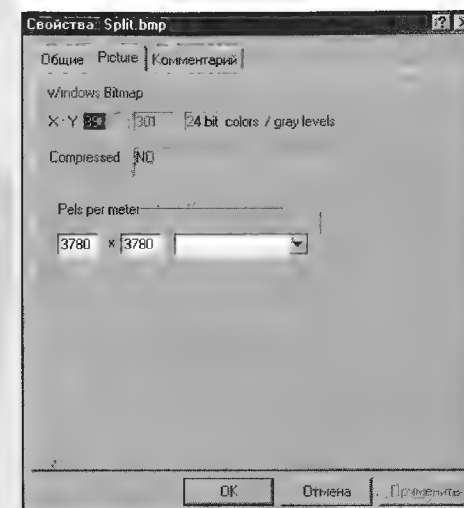 Свойства: Split.bmp
Общие Picture Комментарий
Windows Bitmap
X · Y : 301 24 bit colors / gray levels
Compressed NO
Pels per meter
3780 × 3780
OK Отмена Применить